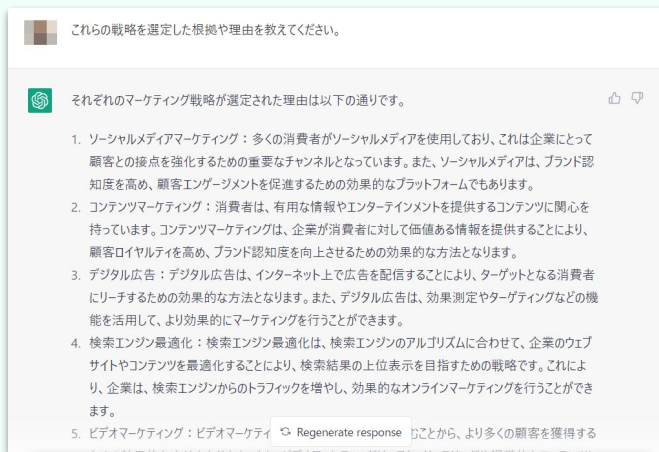 これらの戦略を選定した根拠や理由を教えてください。
それぞれのマーケティング戦略が選定された理由は以下の通りです。
1. ソーシャルメディアマーケティング：多くの消費者がソーシャルメディアを使用しており、これは企業にとって
顧客との接点を強化するための重要なチャンネルとなっています。また、ソーシャルメディアは、ブランド認
知度を高め、顧客エンゲージメントを促進するための効果的なプラットフォームでもあります。
2. コンテンツマーケティング：消費者は、有用な情報やエンターテインメントを提供するコンテンツに関心を
持っています。コンテンツマーケティングは、企業が消費者に対して価値ある情報を提供することにより、
顧客ロイヤルティを高め、ブランド認知度を向上させるための効果的な方法となります。
3. デジタル広告：デジタル広告は、インターネット上で広告を配信することにより、ターゲットとなる消費者
にリーチするための効果的な方法となります。また、デジタル広告は、効果測定やターゲティングなどの機
能を活用して、より効果的にマーケティングを行うことができます。
4. 検索エンジン最適化：検索エンジン最適化は、検索エンジンのアルゴリズムに合わせて、企業のウェブ
サイトやコンテンツを最適化することにより、検索結果の上位表示を目指すための戦略です。これによ
り、企業は、検索エンジンからのトラフィックを増やし、効果的なオンラインマーケティングを行うことができ
ます。
5. ビデオマーケティング：ビデオマーケティ Regenerate response むことから、より多くの顧客を獲得する